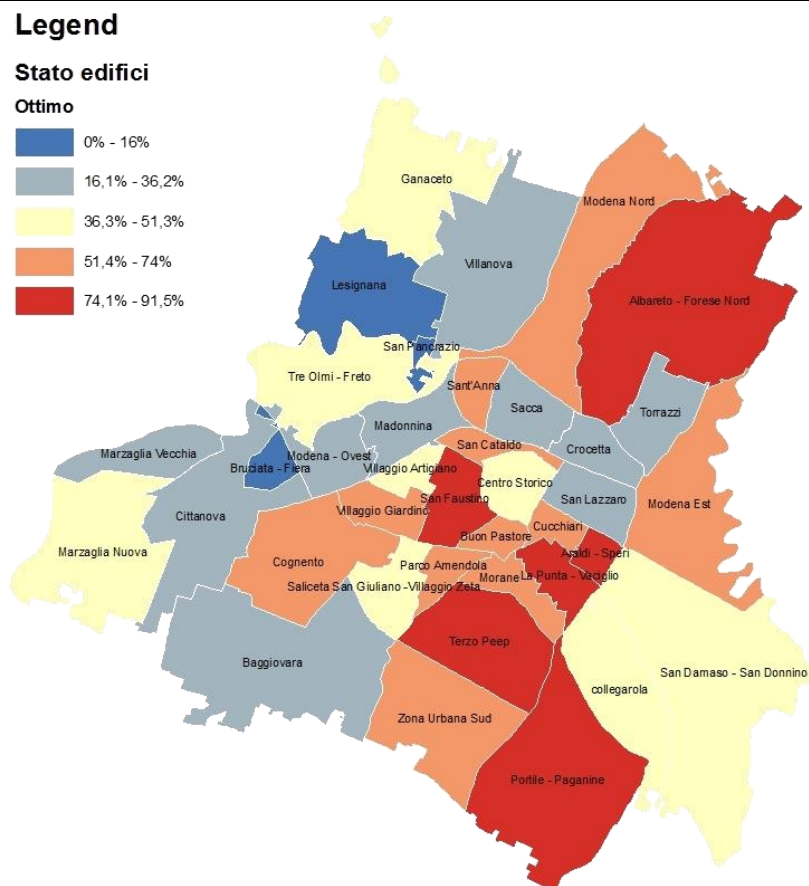 Legend
Stato edifici
Ottimo
0% - 16%
16,1% - 36,2%
36,3% - 51,3%
51,4% - 74%
74,1% - 91,5%
Ganaceto
Modena Nord
Villanova
Lesignana
Albareto - Forese Nord
San Pancrazio
Tre Olmi - Freto
Sant'Anna
Sacca
Torrazzi
Madonnina
San Cataldo
Crocetta
Marzaglia Vecchia
Modena - Ovest
Bruciata - Fiera
Villaggio Artigiano
Centro Storico
San Faustino
San Lazzaro
Modena Est
Cittanova
Villaggio Giardino
Cucchiari
Buon Pastore
Marzaglia Nuova
Araldi - Speri
Cognento
Parco Amendola
Morane
La Punta - Vaciglio
Saliceta San Giuliano -Villaggio Zeta
Terzo Peep
Baggiovara
San Damaso - San Donnino
collegarola
Zona Urbana Sud
Portile - Paganine